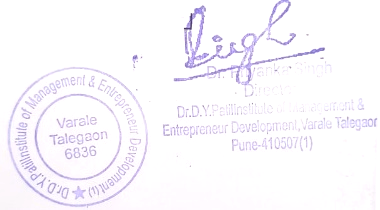 Singh
Dr. Priyanka Singh
Director
Dr.D.Y.Patil Institute of Management &
Entrepreneur Development, Varale Talegaon
Pune-410507(1)
Dr.D.Y.Patil Institute of Management & Entrepreneur Development (1)
Varale
Talegaon
6836